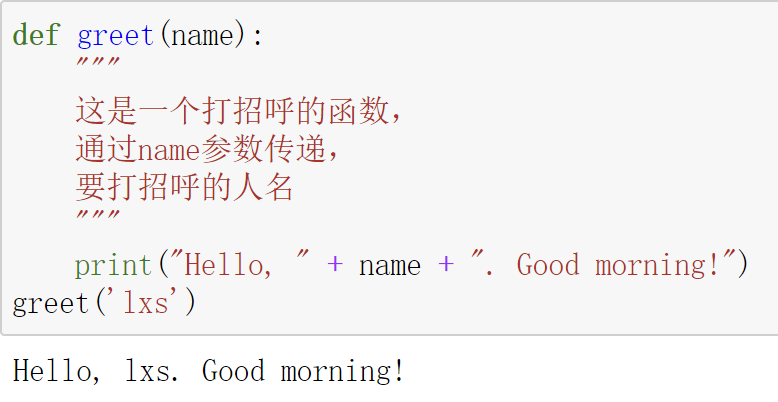 def greet(name):
"""
这是一个打招呼的函数，
通过name参数传递，
要打招呼的人名
"""
print("Hello, " + name + ". Good morning!")
greet('lxs')
Hello, lxs. Good morning!